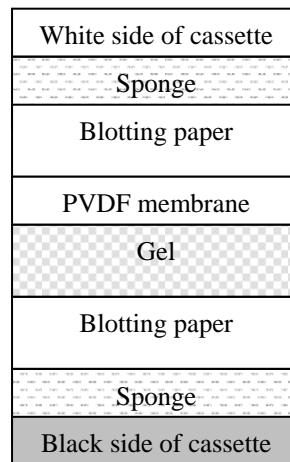 White side of cassette
Sponge
Blotting paper
PVDF membrane
Gel
Blotting paper
Sponge
Black side of cassette